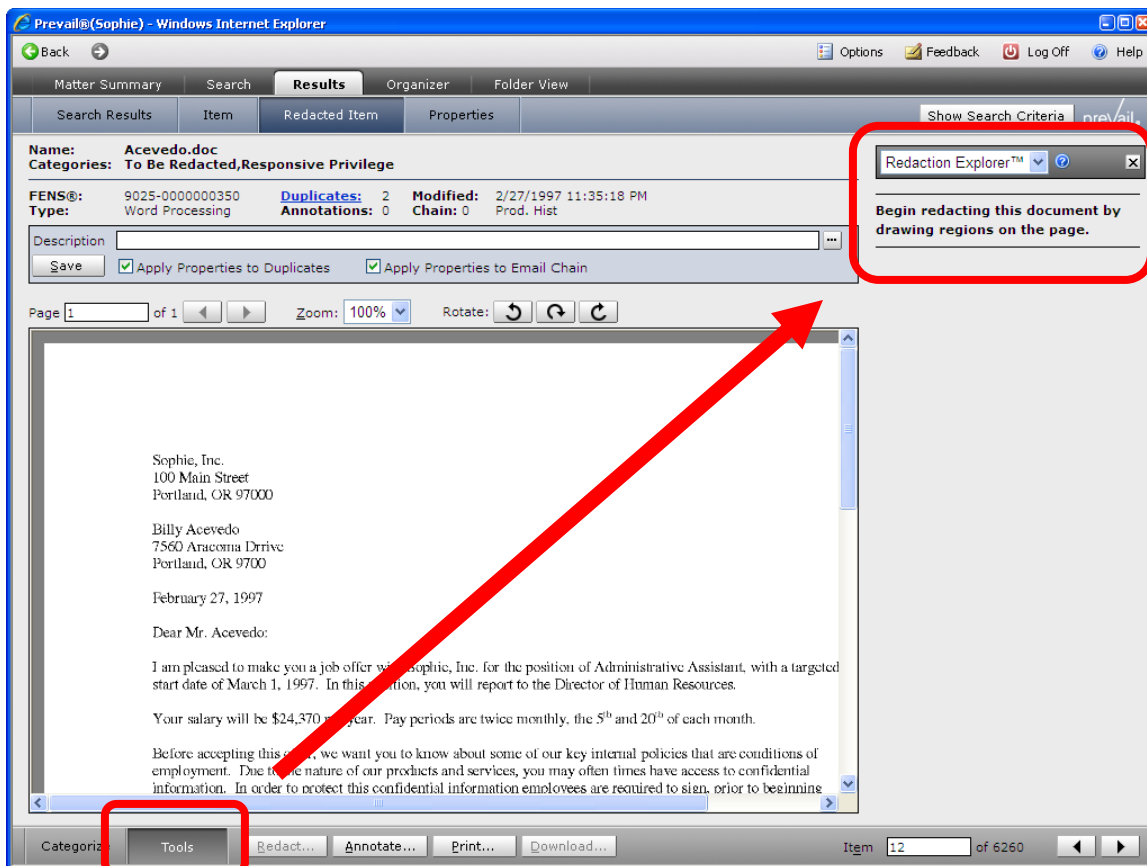 Prevail®(Sophie) - Windows Internet Explorer
Back Options Feedback Log Off Help
Matter Summary Search Results Organizer Folder View
Search Results Item Redacted Item Properties Show Search Criteria prevail.
Name: Acevedo.doc
Categories: To Be Redacted,Responsive Privilege
Redaction Explorer™
FENS®: 9025-0000000350 Duplicates: 2 Modified: 2/27/1997 11:35:18 PM
Type: Word Processing Annotations: 0 Chain: 0 Prod. Hist
Begin redacting this document by
drawing regions on the page.
Description ...
Save Apply Properties to Duplicates Apply Properties to Email Chain
Page 1 of 1 Zoom: 100% Rotate:
Sophie, Inc.
100 Main Street
Portland, OR 97000
Billy Acevedo
7560 Aracoma Drrive
Portland, OR 9700
February 27, 1997
Dear Mr. Acevedo:
I am pleased to make you a job offer with Sophie, Inc. for the position of Administrative Assistant, with a targeted
start date of March 1, 1997. In this position, you will report to the Director of Human Resources.
Your salary will be $24,370 per year. Pay periods are twice monthly, the 5th and 20th of each month.
Before accepting this offer, we want you to know about some of our key internal policies that are conditions of
employment. Due to the nature of our products and services, you may often times have access to confidential
information. In order to protect this confidential information employees are required to sign, prior to beginning
Categorize Tools Redact... Annotate... Print... Download... Item 12 of 6260